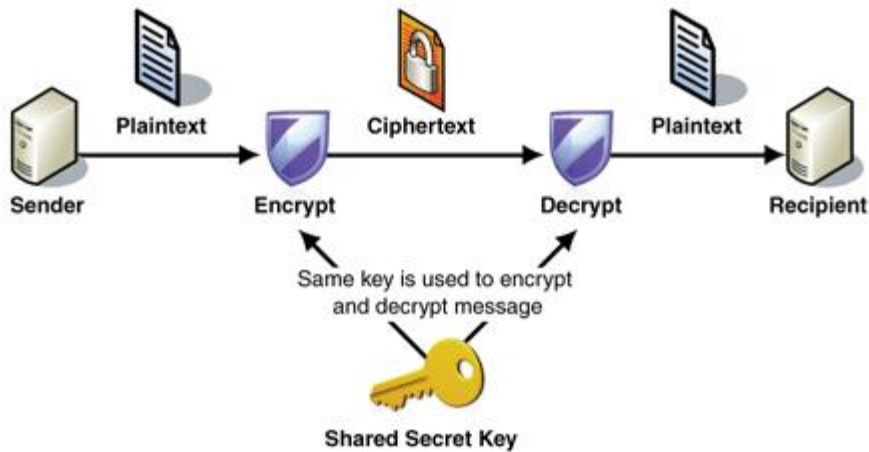 Plaintext
Ciphertext
Plaintext
Sender
Encrypt
Decrypt
Recipient
Same key is used to encrypt
and decrypt message
Shared Secret Key